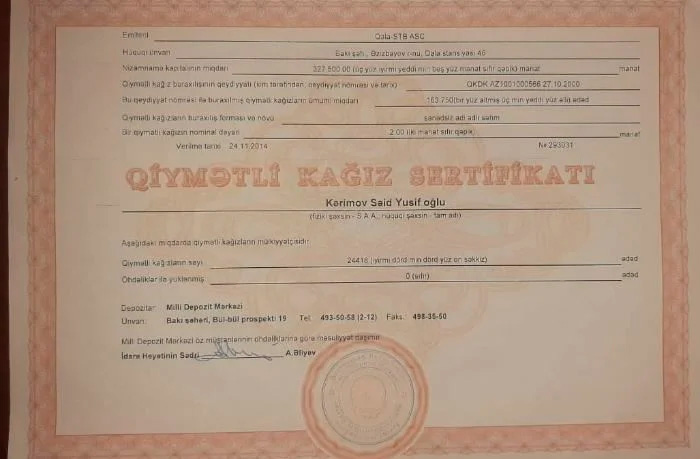 Emitent Qala-STB ASC
Hüquqi ünvan Bakı şəh., Əzizbəyov r-nu, Qala stansiyası 46
Nizamnamə kapitalının miqdarı 327 500.00 (üç yüz iyirmi yeddi min beş yüz manat sıfır qəpik) manat manat
Qiymətli kağız buraxılışının qeydiyyatı (kim tərəfindən, qeydiyyat nömrəsi və tarix) QKDK AZ1001000566 27.10.2000
Bu qeydiyyat nömrəsi ilə buraxılmış qiymətli kağızların ümumi miqdarı 163 750(bir yüz altmış üç min yeddi yüz əlli) ədəd
Qiymətli kağızların buraxılış forması və növü sənədsiz adi adlı səhm
Bir qiymətli kağızın nominal dəyəri 2.00 (iki manat sıfır qəpik) manat
Verilmə tarixi 24.11.2014 № 293031
QİYMƏTLİ KAĞIZ SERTİFİKATI
Kərimov Səid Yusif oğlu
(fiziki şəxsin - S.A.A., hüquqi şəxsin - tam adı)
Aşağıdakı miqdarda qiymətli kağızların mülkiyyətçisidir
Qiymətli kağızların sayı 24418 (iyirmi dörd min dörd yüz on səkkiz) ədəd
Öhdəliklər ilə yüklənmiş 0 (sıfır) ədəd
Depozitar Milli Depozit Mərkəzi
Ünvan: Bakı şəhəri, Bül-bül prospekti 19 Tel. 493-50-58 (2-12) Faks: 498-35-50
Milli Depozit Mərkəzi öz müştərilərinin öhdəliklərinə görə məsuliyyət daşımır
İdarə Heyətinin Sədri A.Əliyev